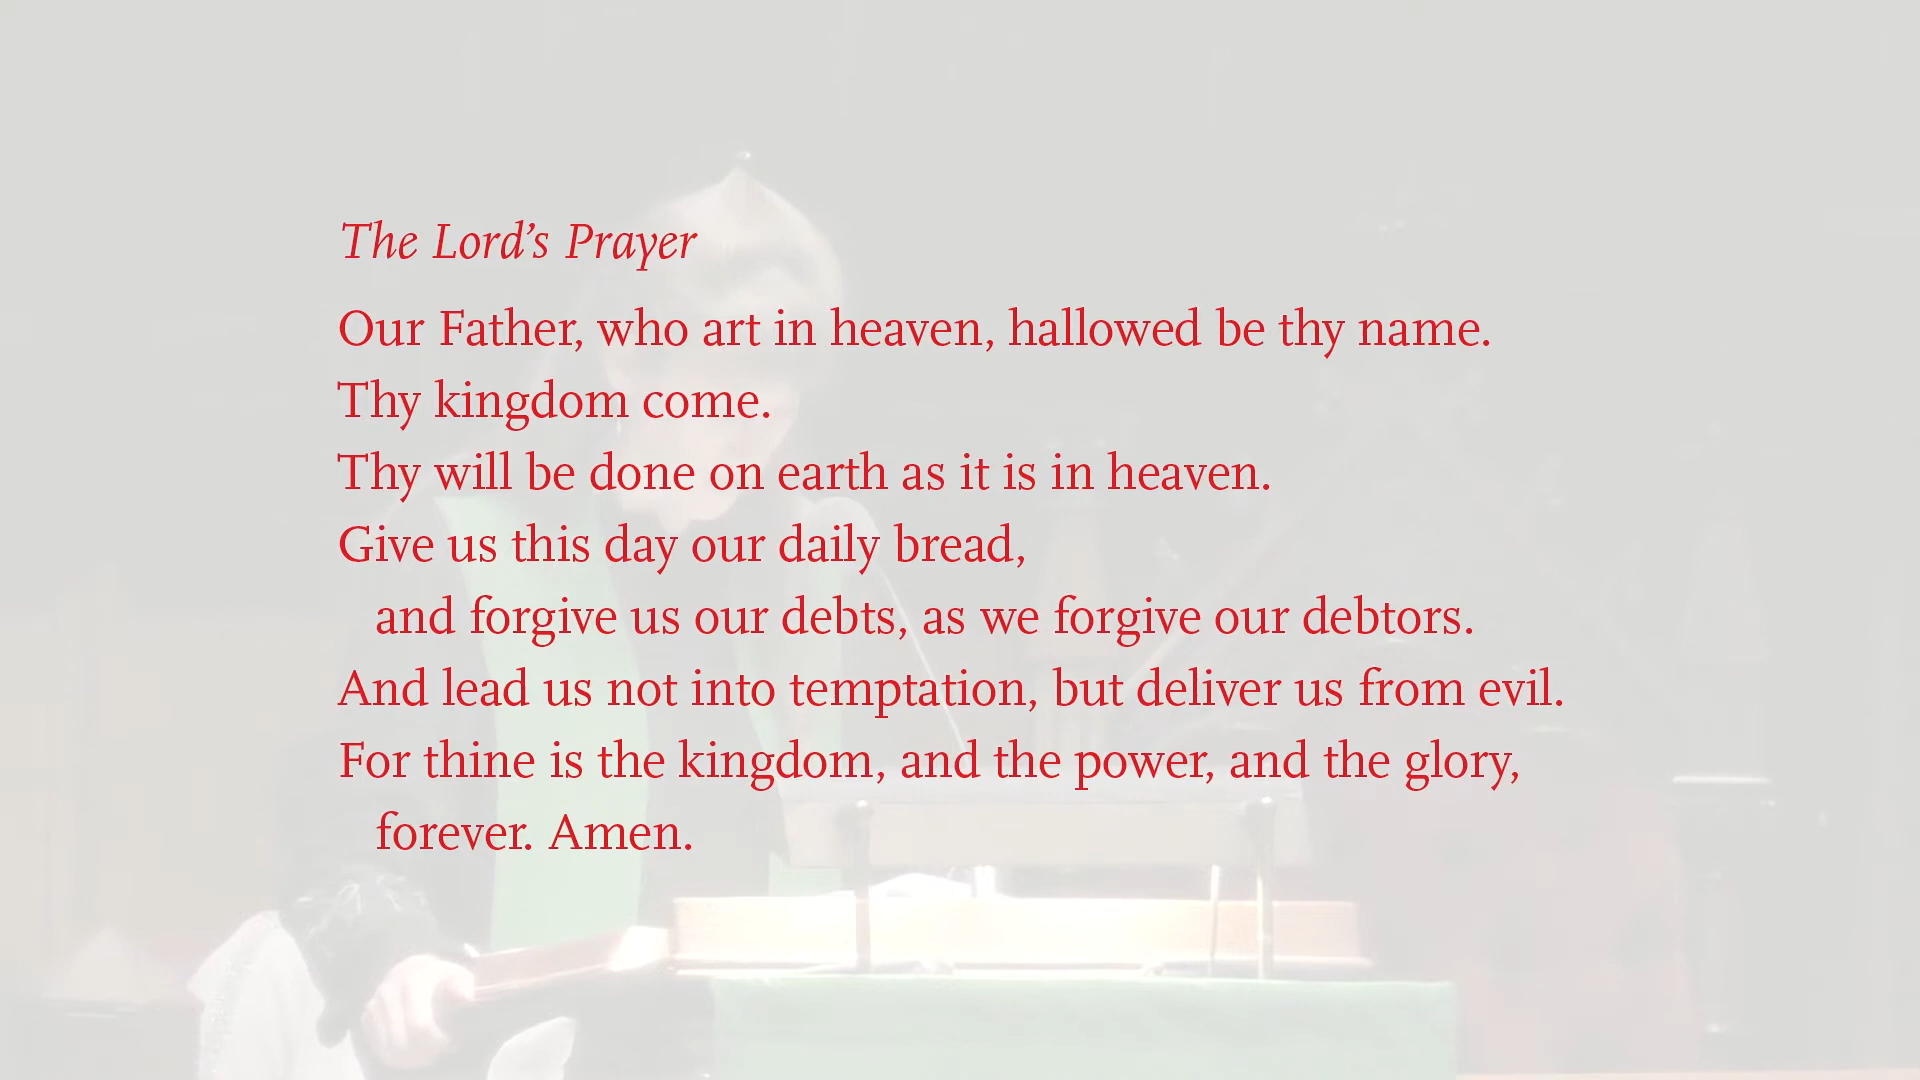 The Lord’s Prayer
Our Father, who art in heaven, hallowed be thy name.
Thy kingdom come.
Thy will be done on earth as it is in heaven.
Give us this day our daily bread,
and forgive us our debts, as we forgive our debtors.
And lead us not into temptation, but deliver us from evil.
For thine is the kingdom, and the power, and the glory,
forever. Amen.